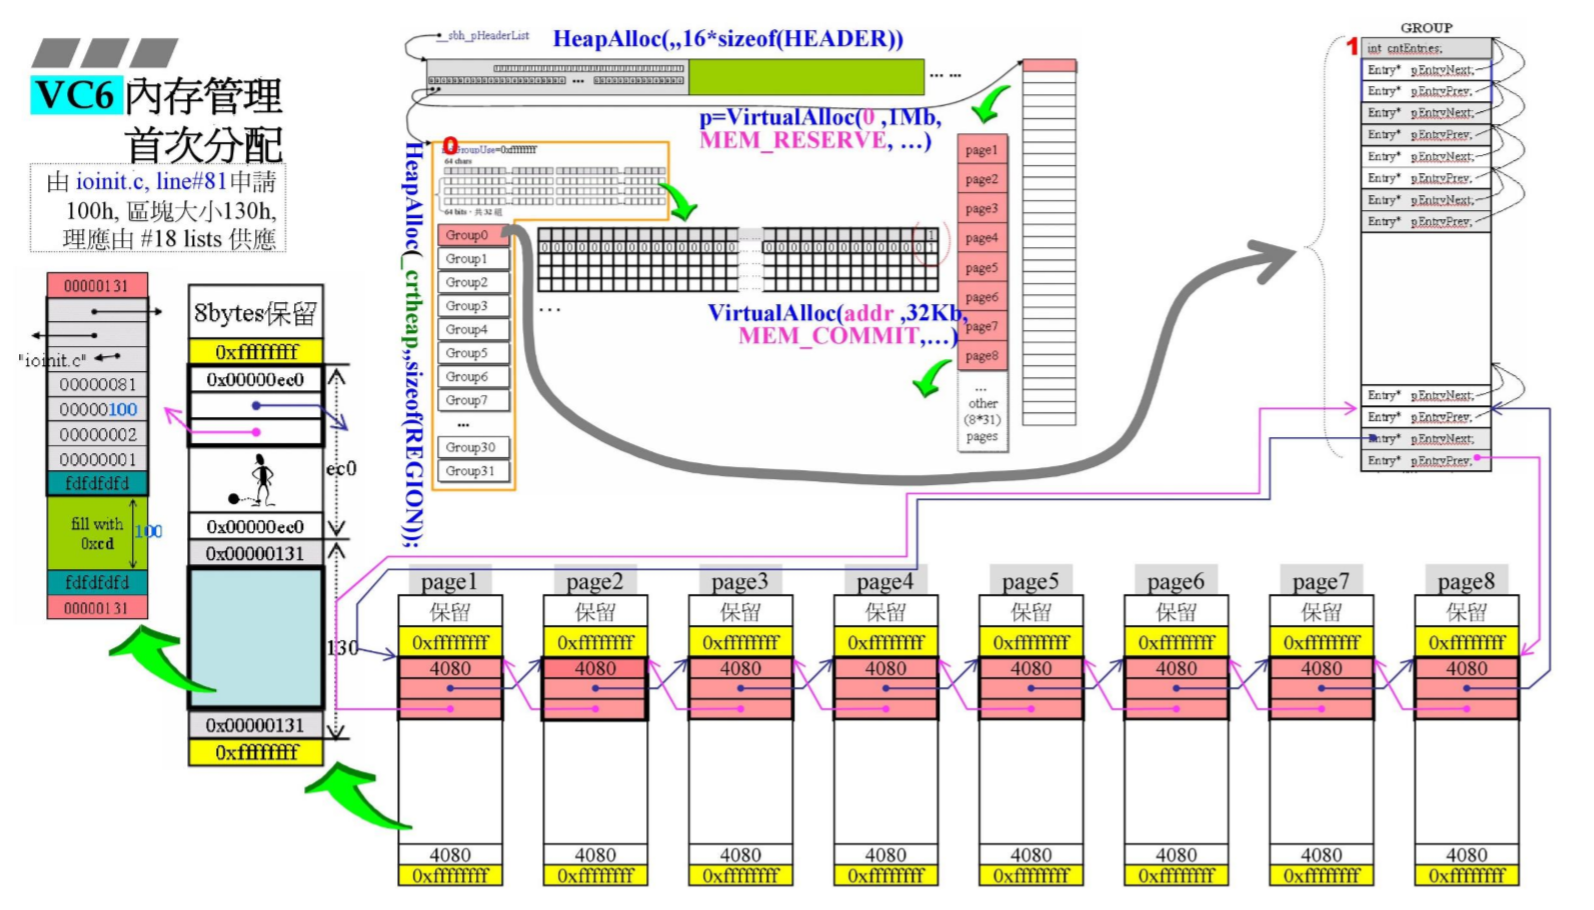 VC6 內存管理
首次分配
由 ioinit.c, line#81申請
100h, 區塊大小130h,
理應由 #18 lists 供應
__sbh_pHeaderList
HeapAlloc(,,16*sizeof(HEADER))
... ...
p=VirtualAlloc(0 ,1Mb,
MEM_RESERVE, ...)
HeapAlloc(_crtheap,,sizeof(REGION));
0
64 chars
64 bits,共 32 組
Group0
Group1
Group2
Group3
Group4
Group5
Group6
Group7
...
Group30
Group31
...
VirtualAlloc(addr ,32Kb,
MEM_COMMIT,...)
page1
page2
page3
page4
page5
page6
page7
page8
...
other
(8*31)
pages
GROUP
1
int cntEntries;
Entry* pEntryNext;
Entry* pEntryPrev;
Entry* pEntryNext;
Entry* pEntryPrev;
Entry* pEntryNext;
Entry* pEntryPrev;
Entry* pEntryNext;
Entry* pEntryPrev;
Entry* pEntryNext;
Entry* pEntryPrev;
Entry* pEntryNext;
Entry* pEntryPrev;
00000131
"ioinit.c"
00000081
00000100
00000002
00000001
fdfdfdfd
fill with
0xcd
100
fdfdfdfd
00000131
8bytes保留
0xffffffff
0x00000ec0
ec0
0x00000ec0
0x00000131
130
0x00000131
0xffffffff
page1 page2 page3 page4 page5 page6 page7 page8
保留 保留 保留 保留 保留 保留 保留 保留
0xffffffff 0xffffffff 0xffffffff 0xffffffff 0xffffffff 0xffffffff 0xffffffff 0xffffffff
4080 4080 4080 4080 4080 4080 4080 4080
4080 4080 4080 4080 4080 4080 4080 4080
0xffffffff 0xffffffff 0xffffffff 0xffffffff 0xffffffff 0xffffffff 0xffffffff 0xffffffff